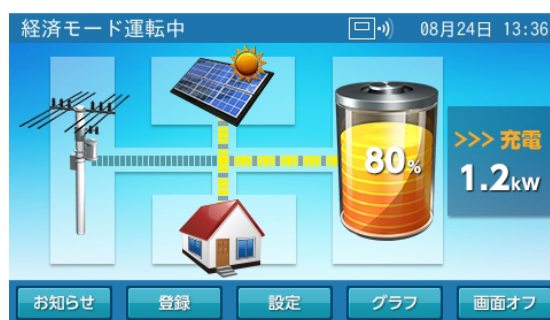 経済モード運転中 08月24日 13:36
80%
>>> 充電
1.2kW
お知らせ 登録 設定 グラフ 画面オフ